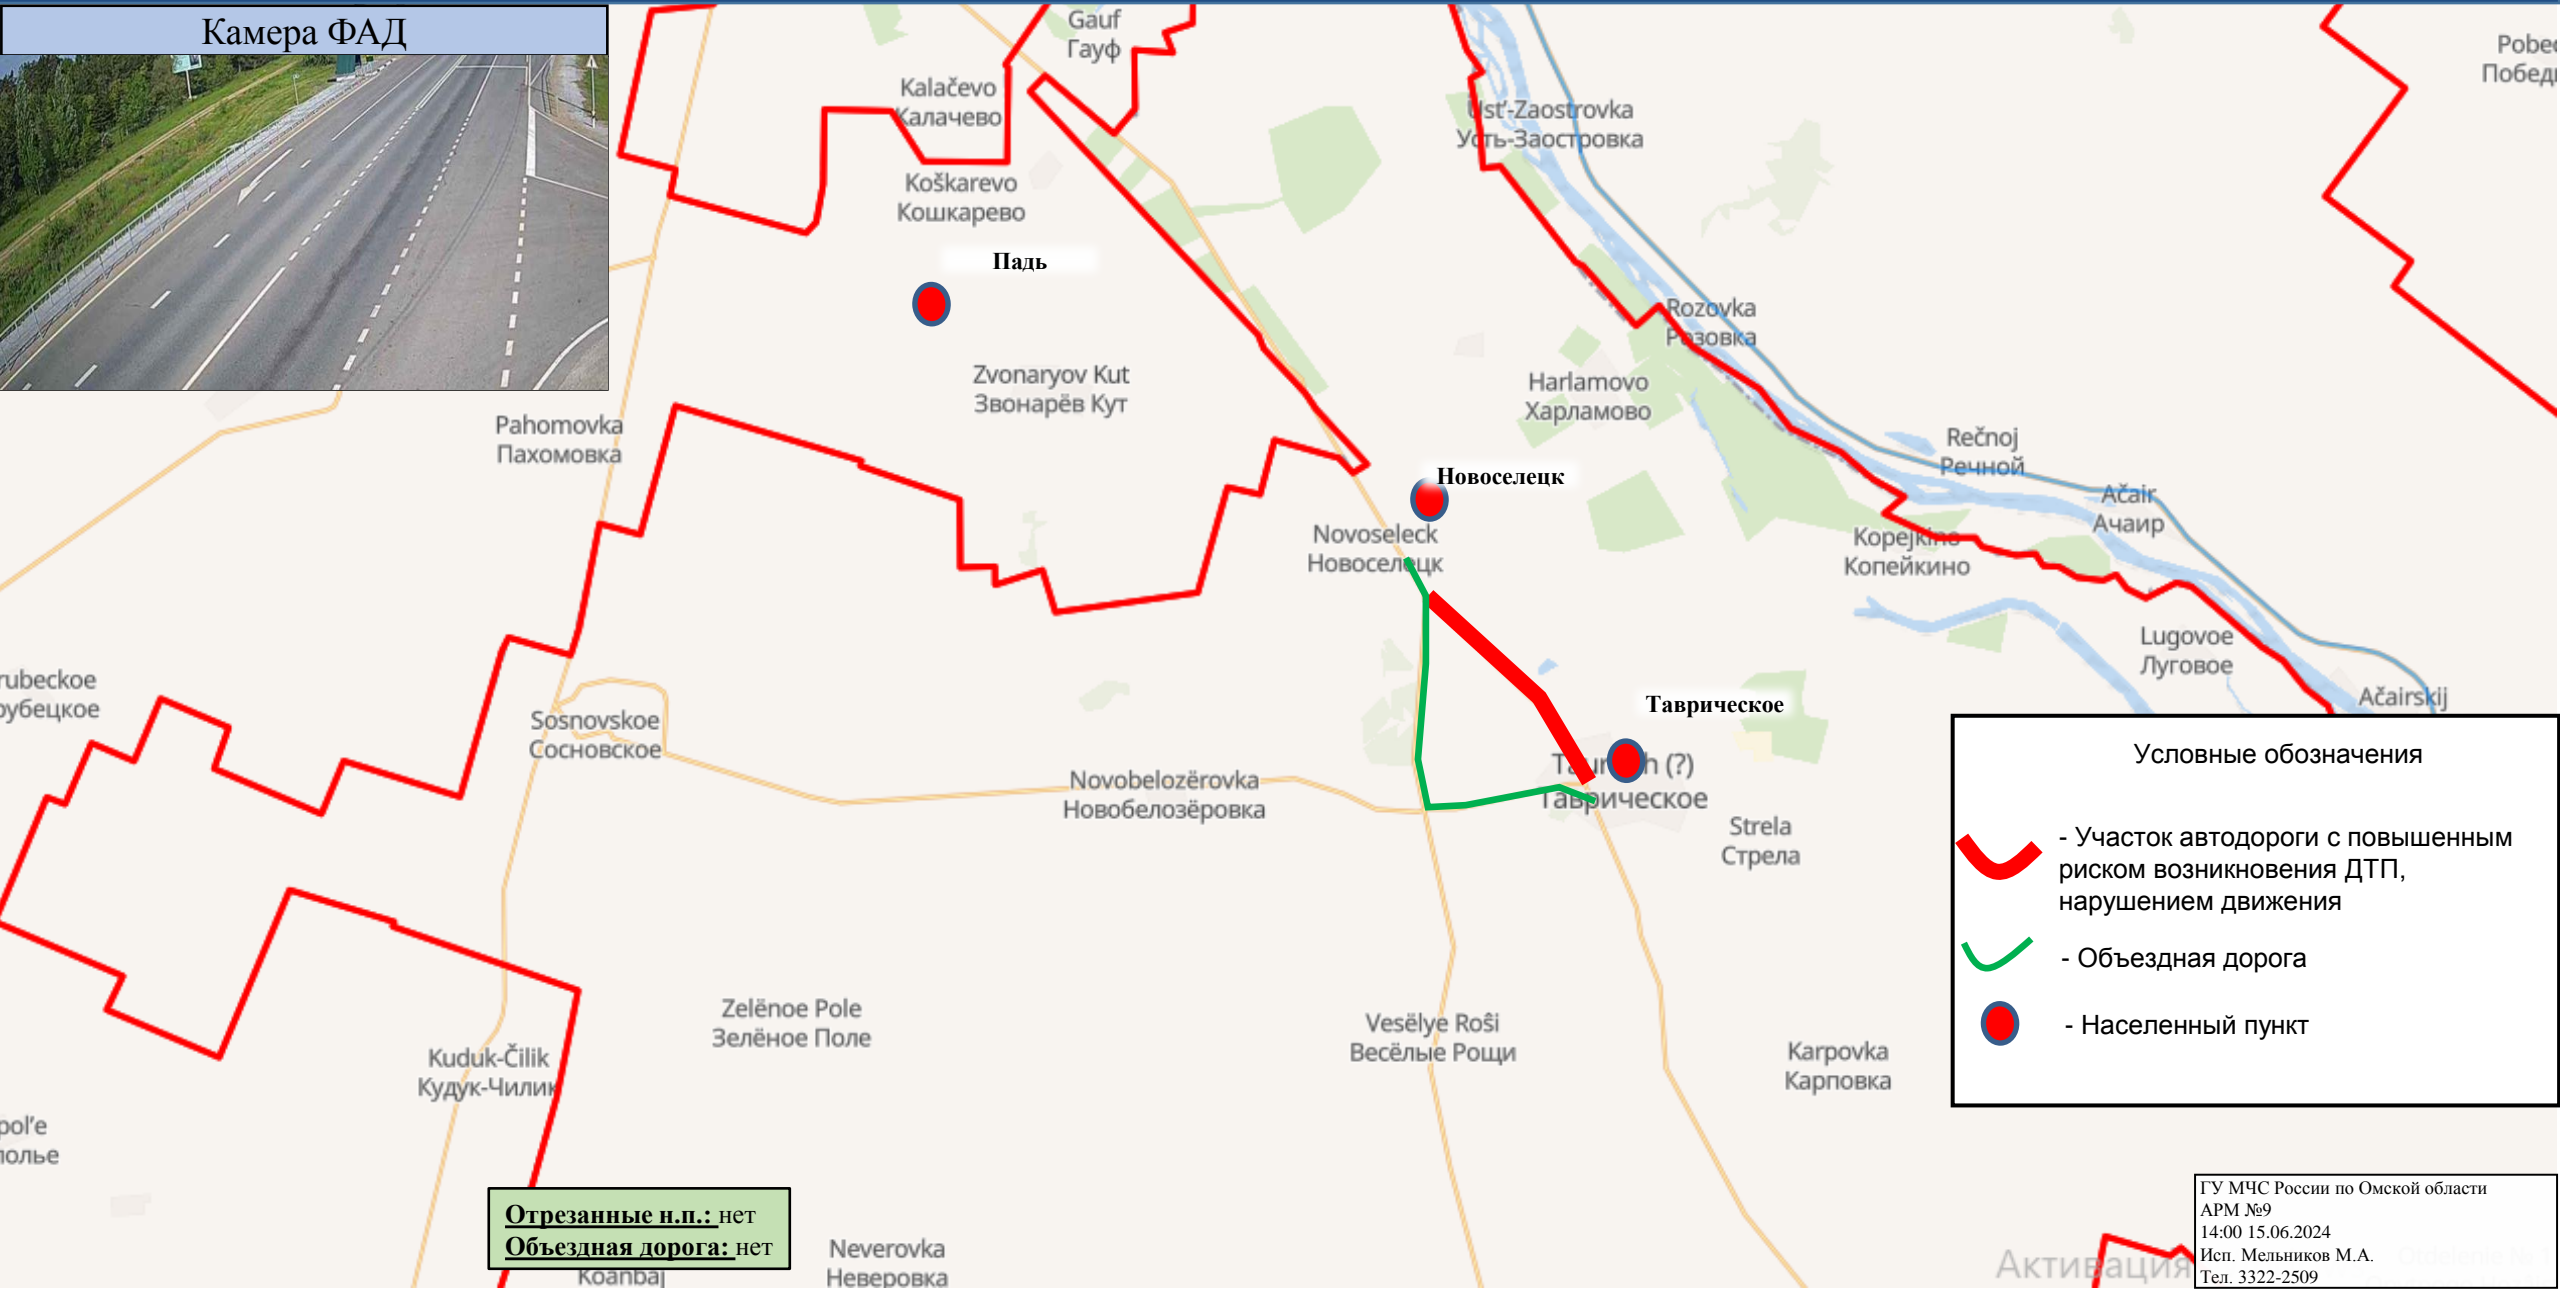 Камера ФАД
Gauf
Гауф
Kalačevo
Калачево
Koškarevo
Кошкарево
Падь
Zvonaryov Kut
Звонарёв Кут
Pahomovka
Пахомовка
Ust'-Zaostrovka
Усть-Заостровка
Rozovka
Розовка
Harlamovo
Харламово
Rečnoj
Речной
Ačair
Ачаир
Новоселецк
Novoseleck
Новоселецк
Kopejkino
Копейкино
Lugovoe
Луговое
Ačairskij
Таврическое
(?)
Таврическое
Sosnovskoe
Сосновское
Novobelozërovka
Новобелозёровка
Strela
Стрела
Zelënoe Pole
Зелёное Поле
Vesëlye Roŝi
Весёлые Рощи
Karpovka
Карповка
Kuduk-Čilik
Кудук-Чилик
Neverovka
Неверовка
Условные обозначения
- Участок автодороги с повышенным
риском возникновения ДТП,
нарушением движения
- Объездная дорога
- Населенный пункт
Отрезанные н.п.: нет
Объездная дорога: нет
Активация
ГУ МЧС России по Омской области
АРМ №9
14:00 15.06.2024
Исп. Мельников М.А.
Тел. 3322-2509